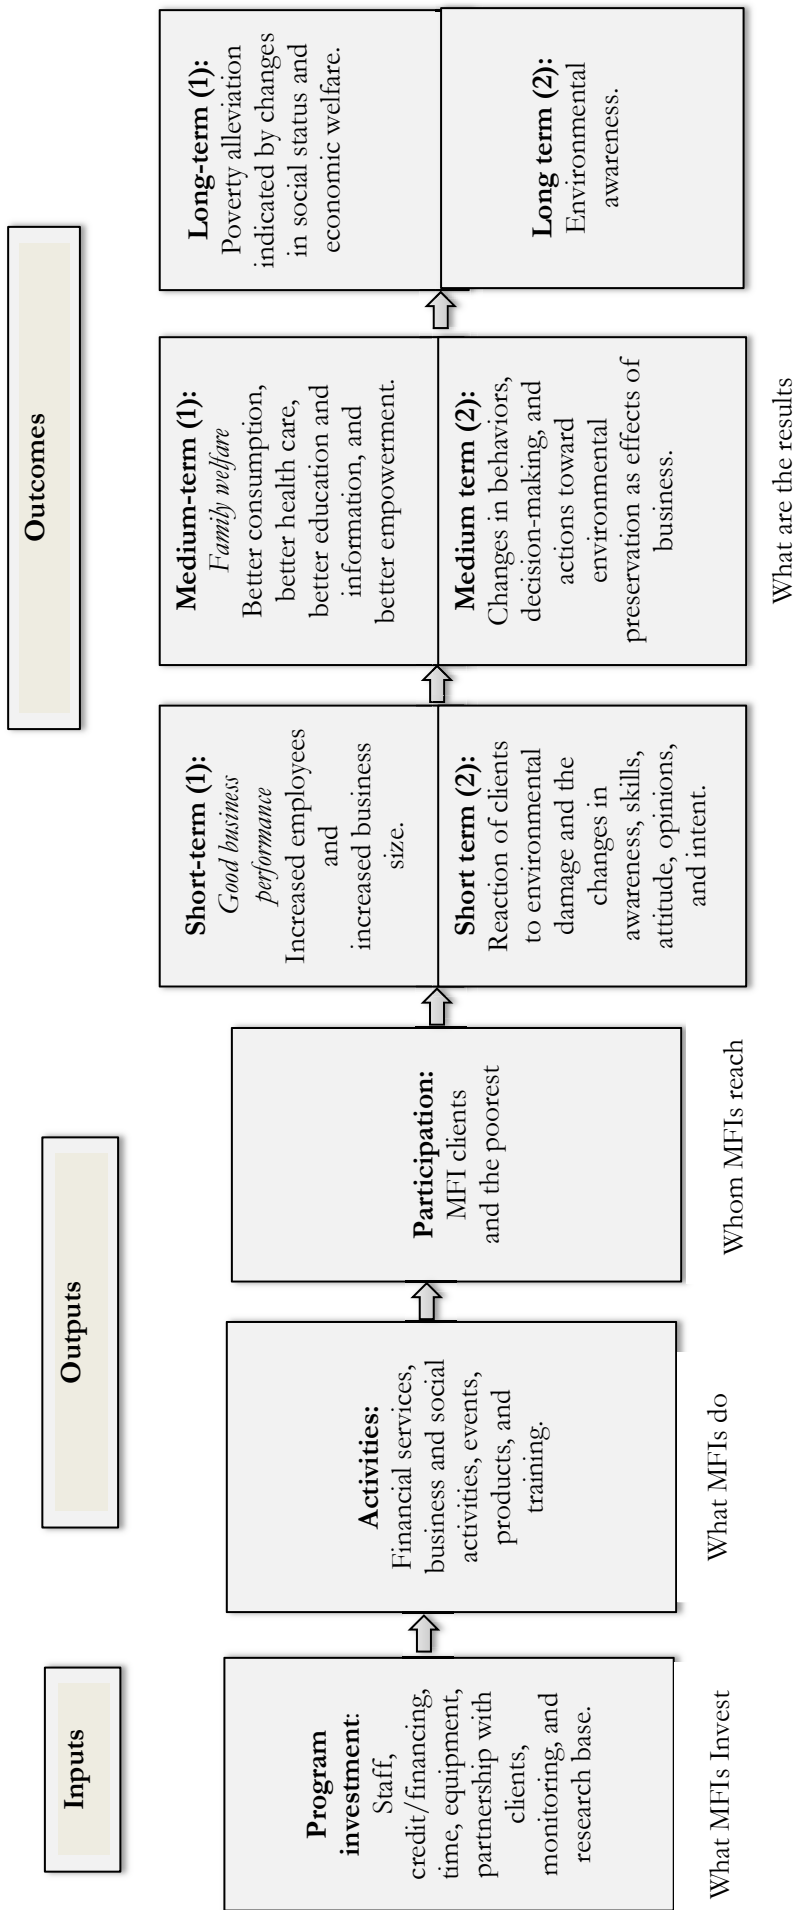 Inputs
Outputs
Outcomes
Program
investment:
Staff,
credit/financing,
time, equipment,
partnership with
clients,
monitoring, and
research base.
What MFIs Invest
Activities:
Financial services,
business and social
activities, events,
products, and
training.
What MFIs do
Participation:
MFI clients
and the poorest
Whom MFIs reach
Short-term (1):
Good business
performance
Increased employees
and
increased business
size.
Short term (2):
Reaction of clients
to environmental
damage and the
changes in
awareness, skills,
attitude, opinions,
and intent.
Medium-term (1):
Family welfare
Better consumption,
better health care,
better education and
information, and
better empowerment.
Medium term (2):
Changes in behaviors,
decision-making, and
actions toward
environmental
preservation as effects of
business.
What are the results
Long-term (1):
Poverty alleviation
indicated by changes
in social status and
economic welfare.
Long term (2):
Environmental
awareness.